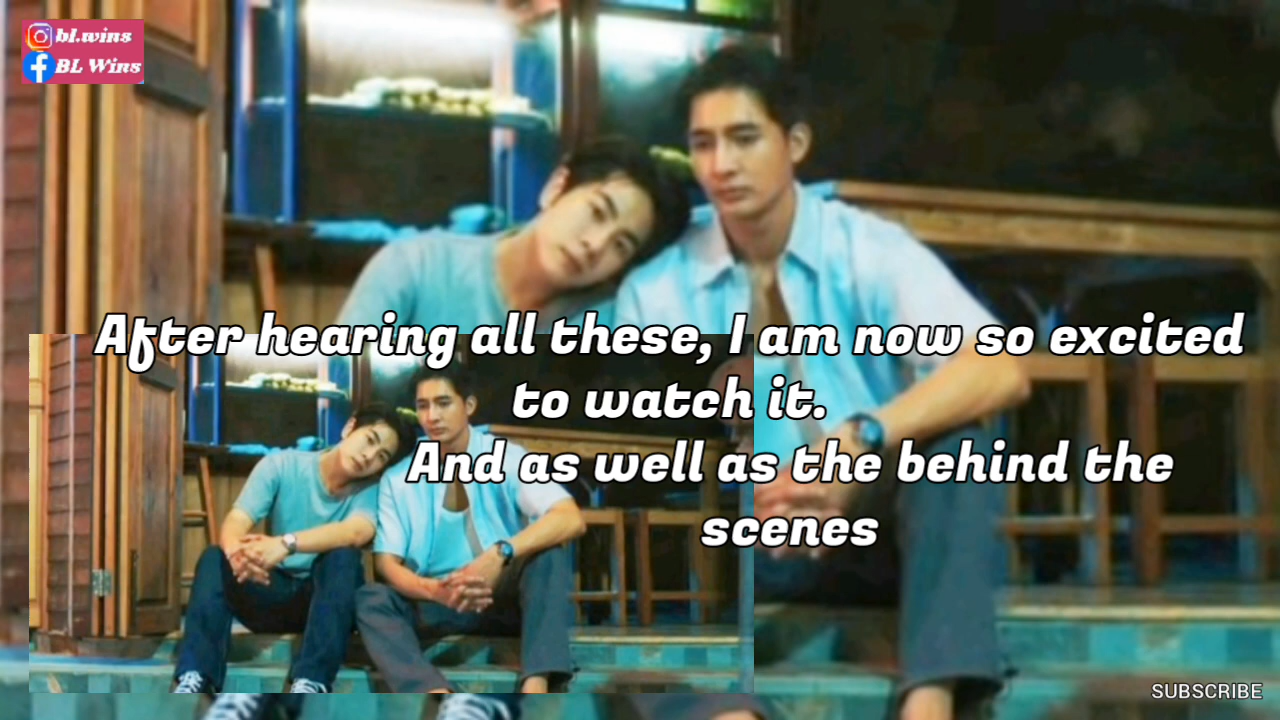 bl.wins
BL Wins
After hearing all these, I am now so excited
to watch it.
And as well as the behind the
scenes
SUBSCRIBE